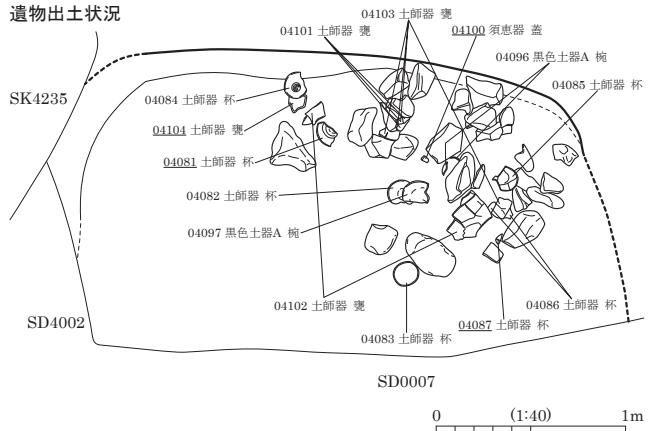 遺物出土状況
04103 土師器 甕
04101 土師器 甕
04100 須恵器 蓋
04096 黒色土器A 椀
04085 土師器 杯
SK4235
04084 土師器 杯
04104 土師器 甕
04081 土師器 杯
04082 土師器 杯
04097 黒色土器A 椀
04102 土師器 甕
04086 土師器 杯
SD4002
04083 土師器 杯
04087 土師器 杯
SD0007
0 (1:40) 1m